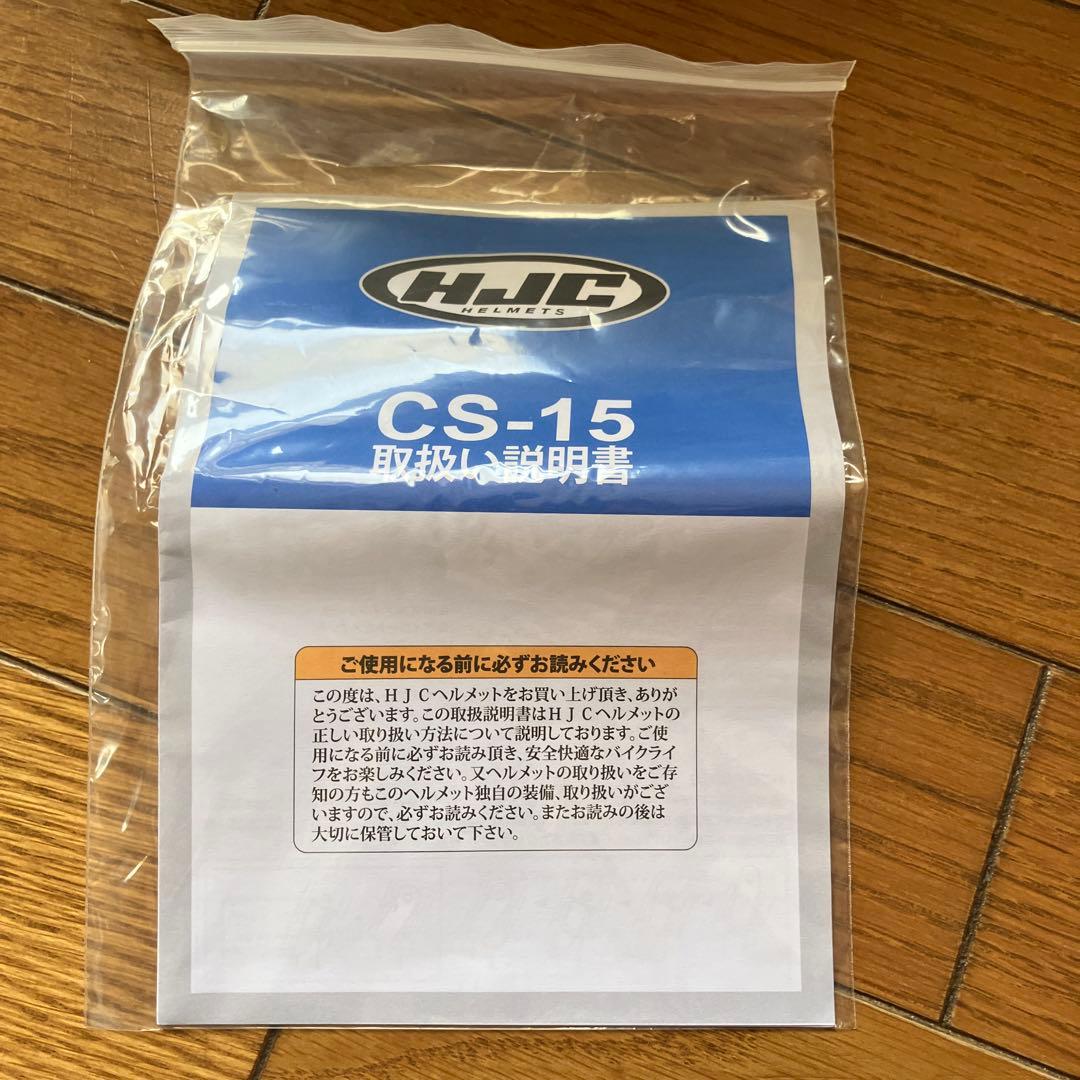 HJC
HELMETS
CS-15
取扱い説明書
ご使用になる前に必ずお読みください
この度は、HJCヘルメットをお買い上げ頂き、ありが
とうございます。この取扱説明書はHJCヘルメットの
正しい取り扱い方法について説明しております。ご使
用になる前に必ずお読み頂き、安全快適なバイクライ
フをお楽しみください。又ヘルメットの取り扱いをご存
知の方もこのヘルメット独自の装備、取り扱いがござ
いますので、必ずお読みください。またお読みの後は
大切に保管しておいて下さい。